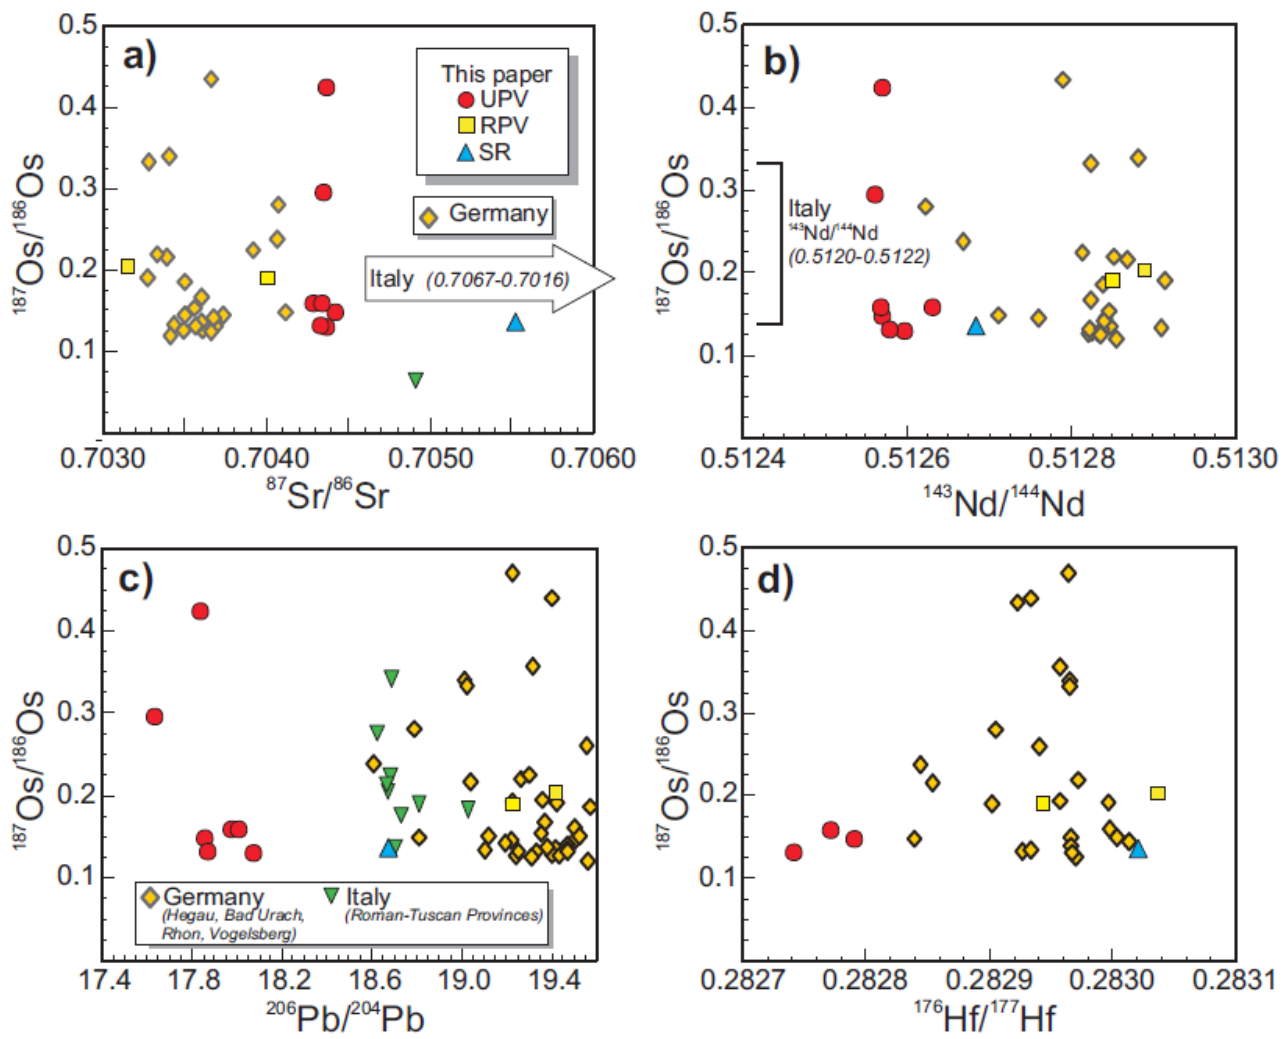 a)
0.5
0.4
0.3
0.2
0.1
187Os/186Os
This paper
UPV
RPV
SR
Germany
Italy (0.7067-0.7016)
0.7030 0.7040 0.7050 0.7060
87Sr/86Sr
b)
0.5
0.4
0.3
0.2
0.1
187Os/186Os
Italy
143Nd/144Nd
(0.5120-0.5122)
0.5124 0.5126 0.5128 0.5130
143Nd/144Nd
c)
0.5
0.4
0.3
0.2
0.1
187Os/186Os
Germany
(Hegau, Bad Urach,
Rhon, Vogelsberg)
Italy
(Roman-Tuscan Provinces)
17.4 17.8 18.2 18.6 19.0 19.4
206Pb/204Pb
d)
0.5
0.4
0.3
0.2
0.1
187Os/186Os
0.2827 0.2828 0.2829 0.2830 0.2831
176Hf/177Hf